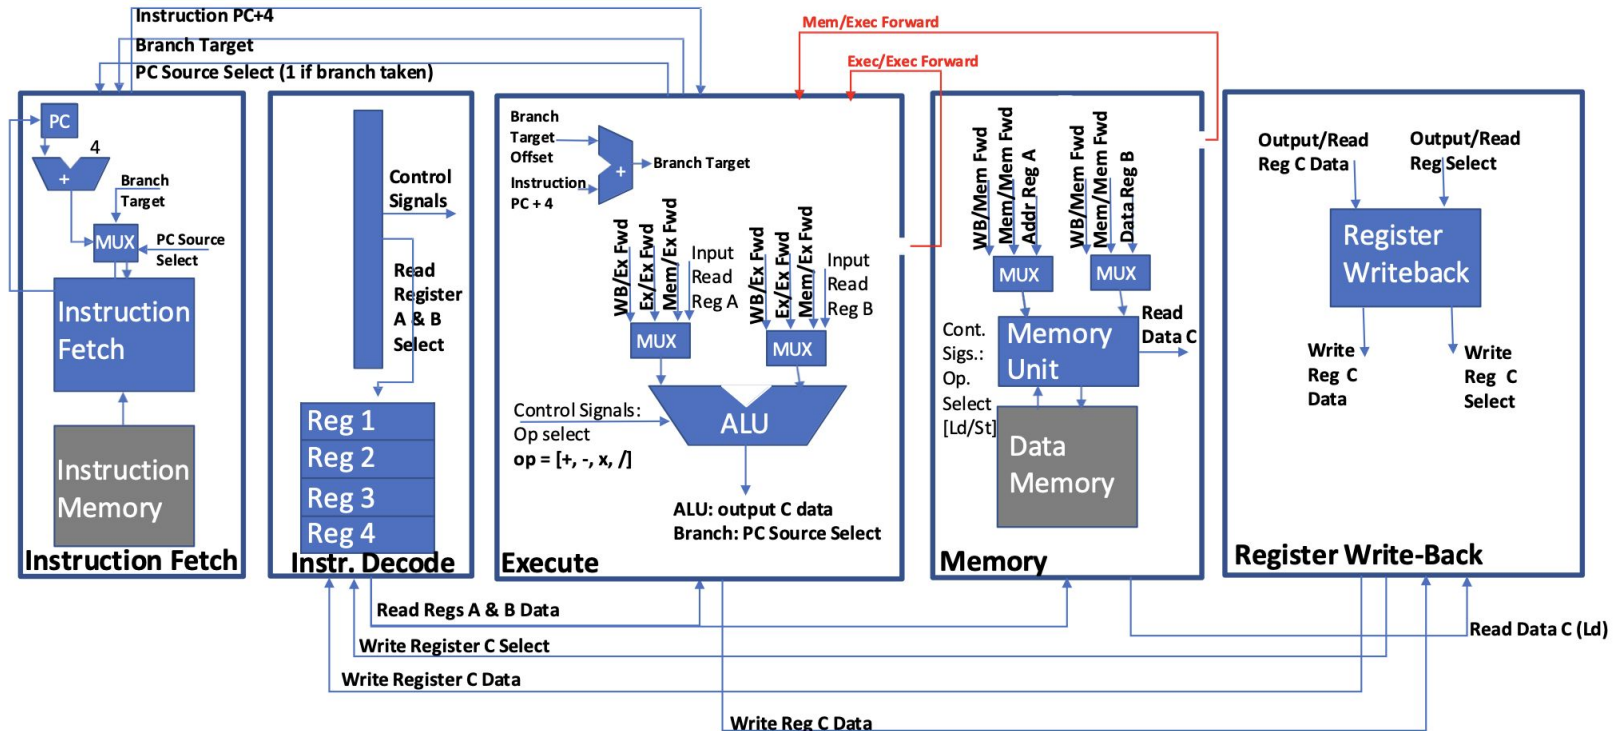 Instruction PC+4
Branch Target
PC Source Select (1 if branch taken)
Mem/Exec Forward
Exec/Exec Forward
PC
4
+
Branch
Target
MUX
PC Source
Select
Instruction
Fetch
Instruction
Memory
Instruction Fetch
Control
Signals
Read
Register
A & B
Select
Reg 1
Reg 2
Reg 3
Reg 4
Instr. Decode
Branch
Target
Offset
Instruction
PC + 4
+
Branch Target
WB/Ex Fwd
Ex/Ex Fwd
Mem/Ex Fwd
Input
Read
Reg A
MUX
WB/Ex Fwd
Ex/Ex Fwd
Mem/Ex Fwd
Input
Read
Reg B
MUX
Control Signals:
Op select
op = [+, -, x, /]
ALU
ALU: output C data
Branch: PC Source Select
Execute
WB/Mem Fwd
Mem/Mem Fwd
Addr Reg A
MUX
WB/Mem Fwd
Mem/Mem Fwd
Data Reg B
MUX
Cont.
Sigs.:
Op.
Select
[Ld/St]
Memory
Unit
Read
Data C
Data
Memory
Memory
Output/Read
Reg C Data
Output/Read
Reg Select
Register
Writeback
Write
Reg C
Data
Write
Reg C
Select
Register Write-Back
Read Regs A & B Data
Write Register C Select
Write Register C Data
Write Reg C Data
Read Data C (Ld)